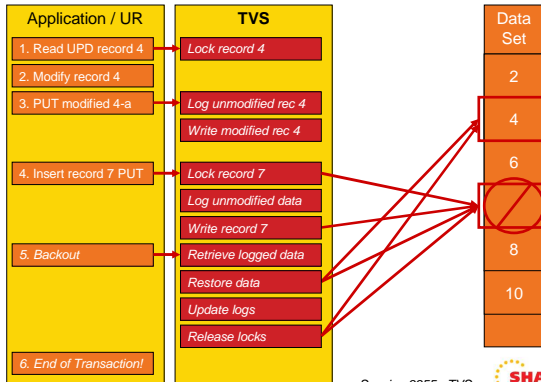 Application / UR
TVS
Data
Set
1. Read UPD record 4
Lock record 4
2. Modify record 4
2
3. PUT modified 4-a
Log unmodified rec 4
4
Write modified rec 4
6
4. Insert record 7 PUT
Lock record 7
Log unmodified data
Write record 7
5. Backout
Retrieve logged data
8
Restore data
10
Update logs
Release locks
6. End of Transaction!
TVS
SHA